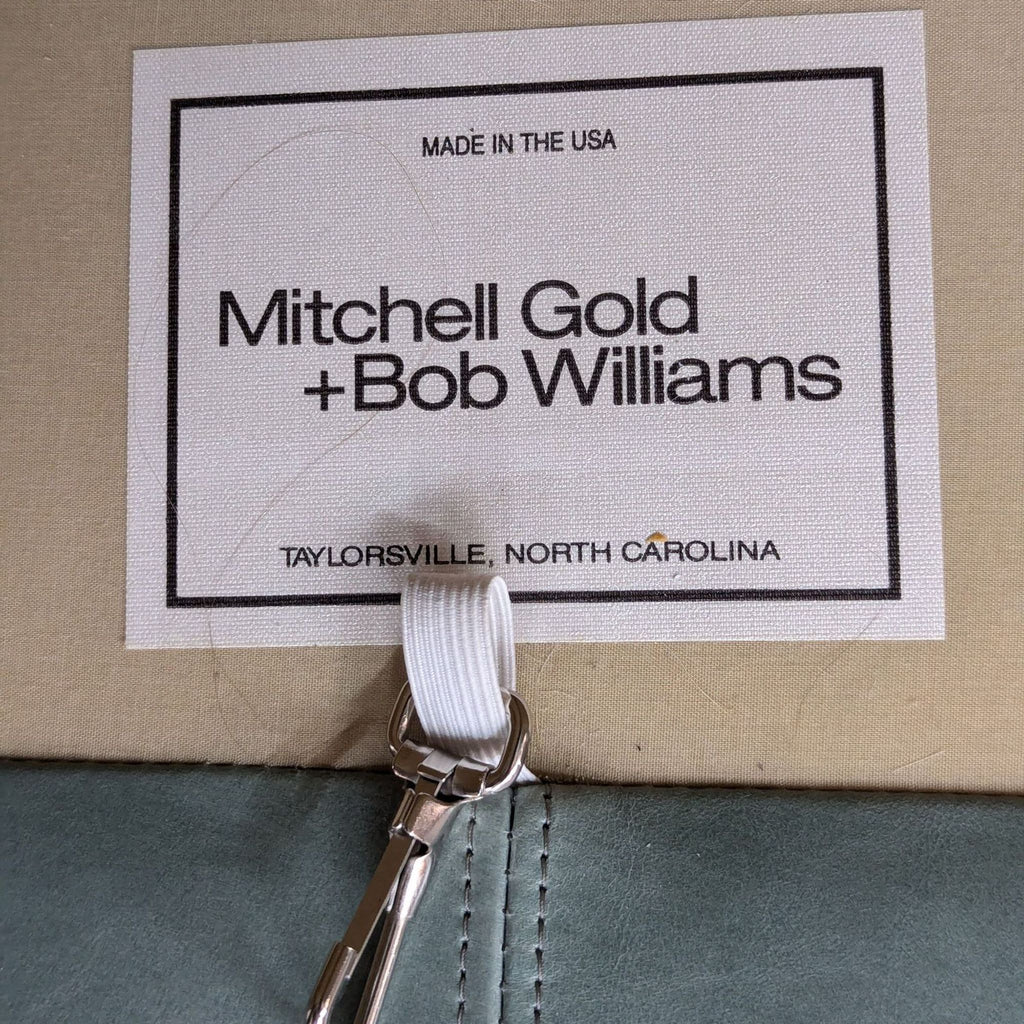 MADE IN THE USA
Mitchell Gold
+Bob Williams
TAYLORSVILLE, NORTH CAROLINA